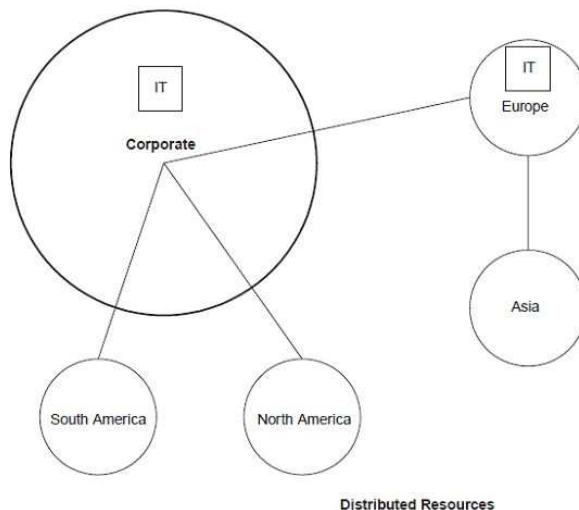 IT
IT
Corporate
Europe
Asia
South America
North America
Distributed Resources